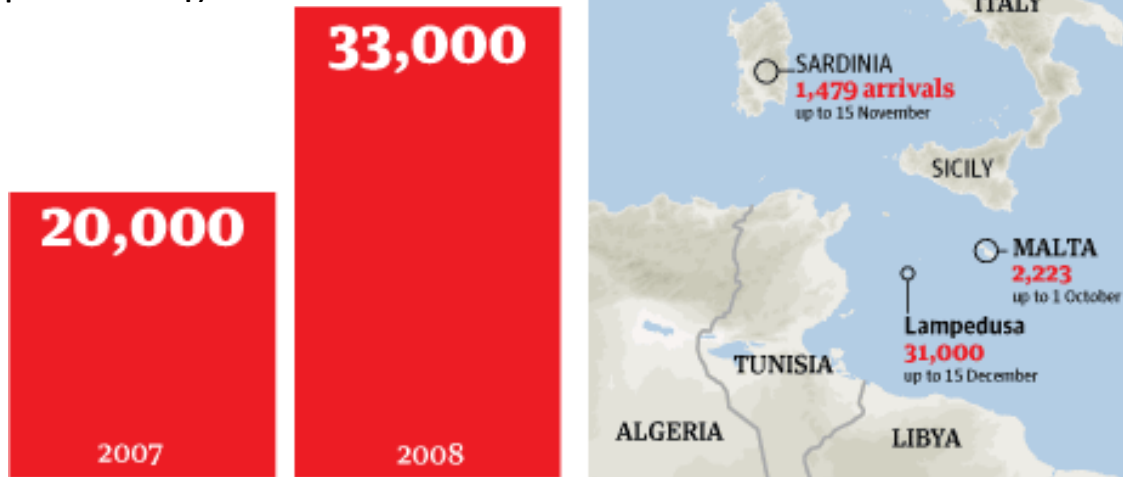 33,000
20,000
2007
2008
ITALY
SARDINIA
1,479 arrivals
up to 15 November
SICILY
MALTA
2,223
up to 1 October
Lampedusa
31,000
up to 15 December
TUNISIA
ALGERIA
LIBYA